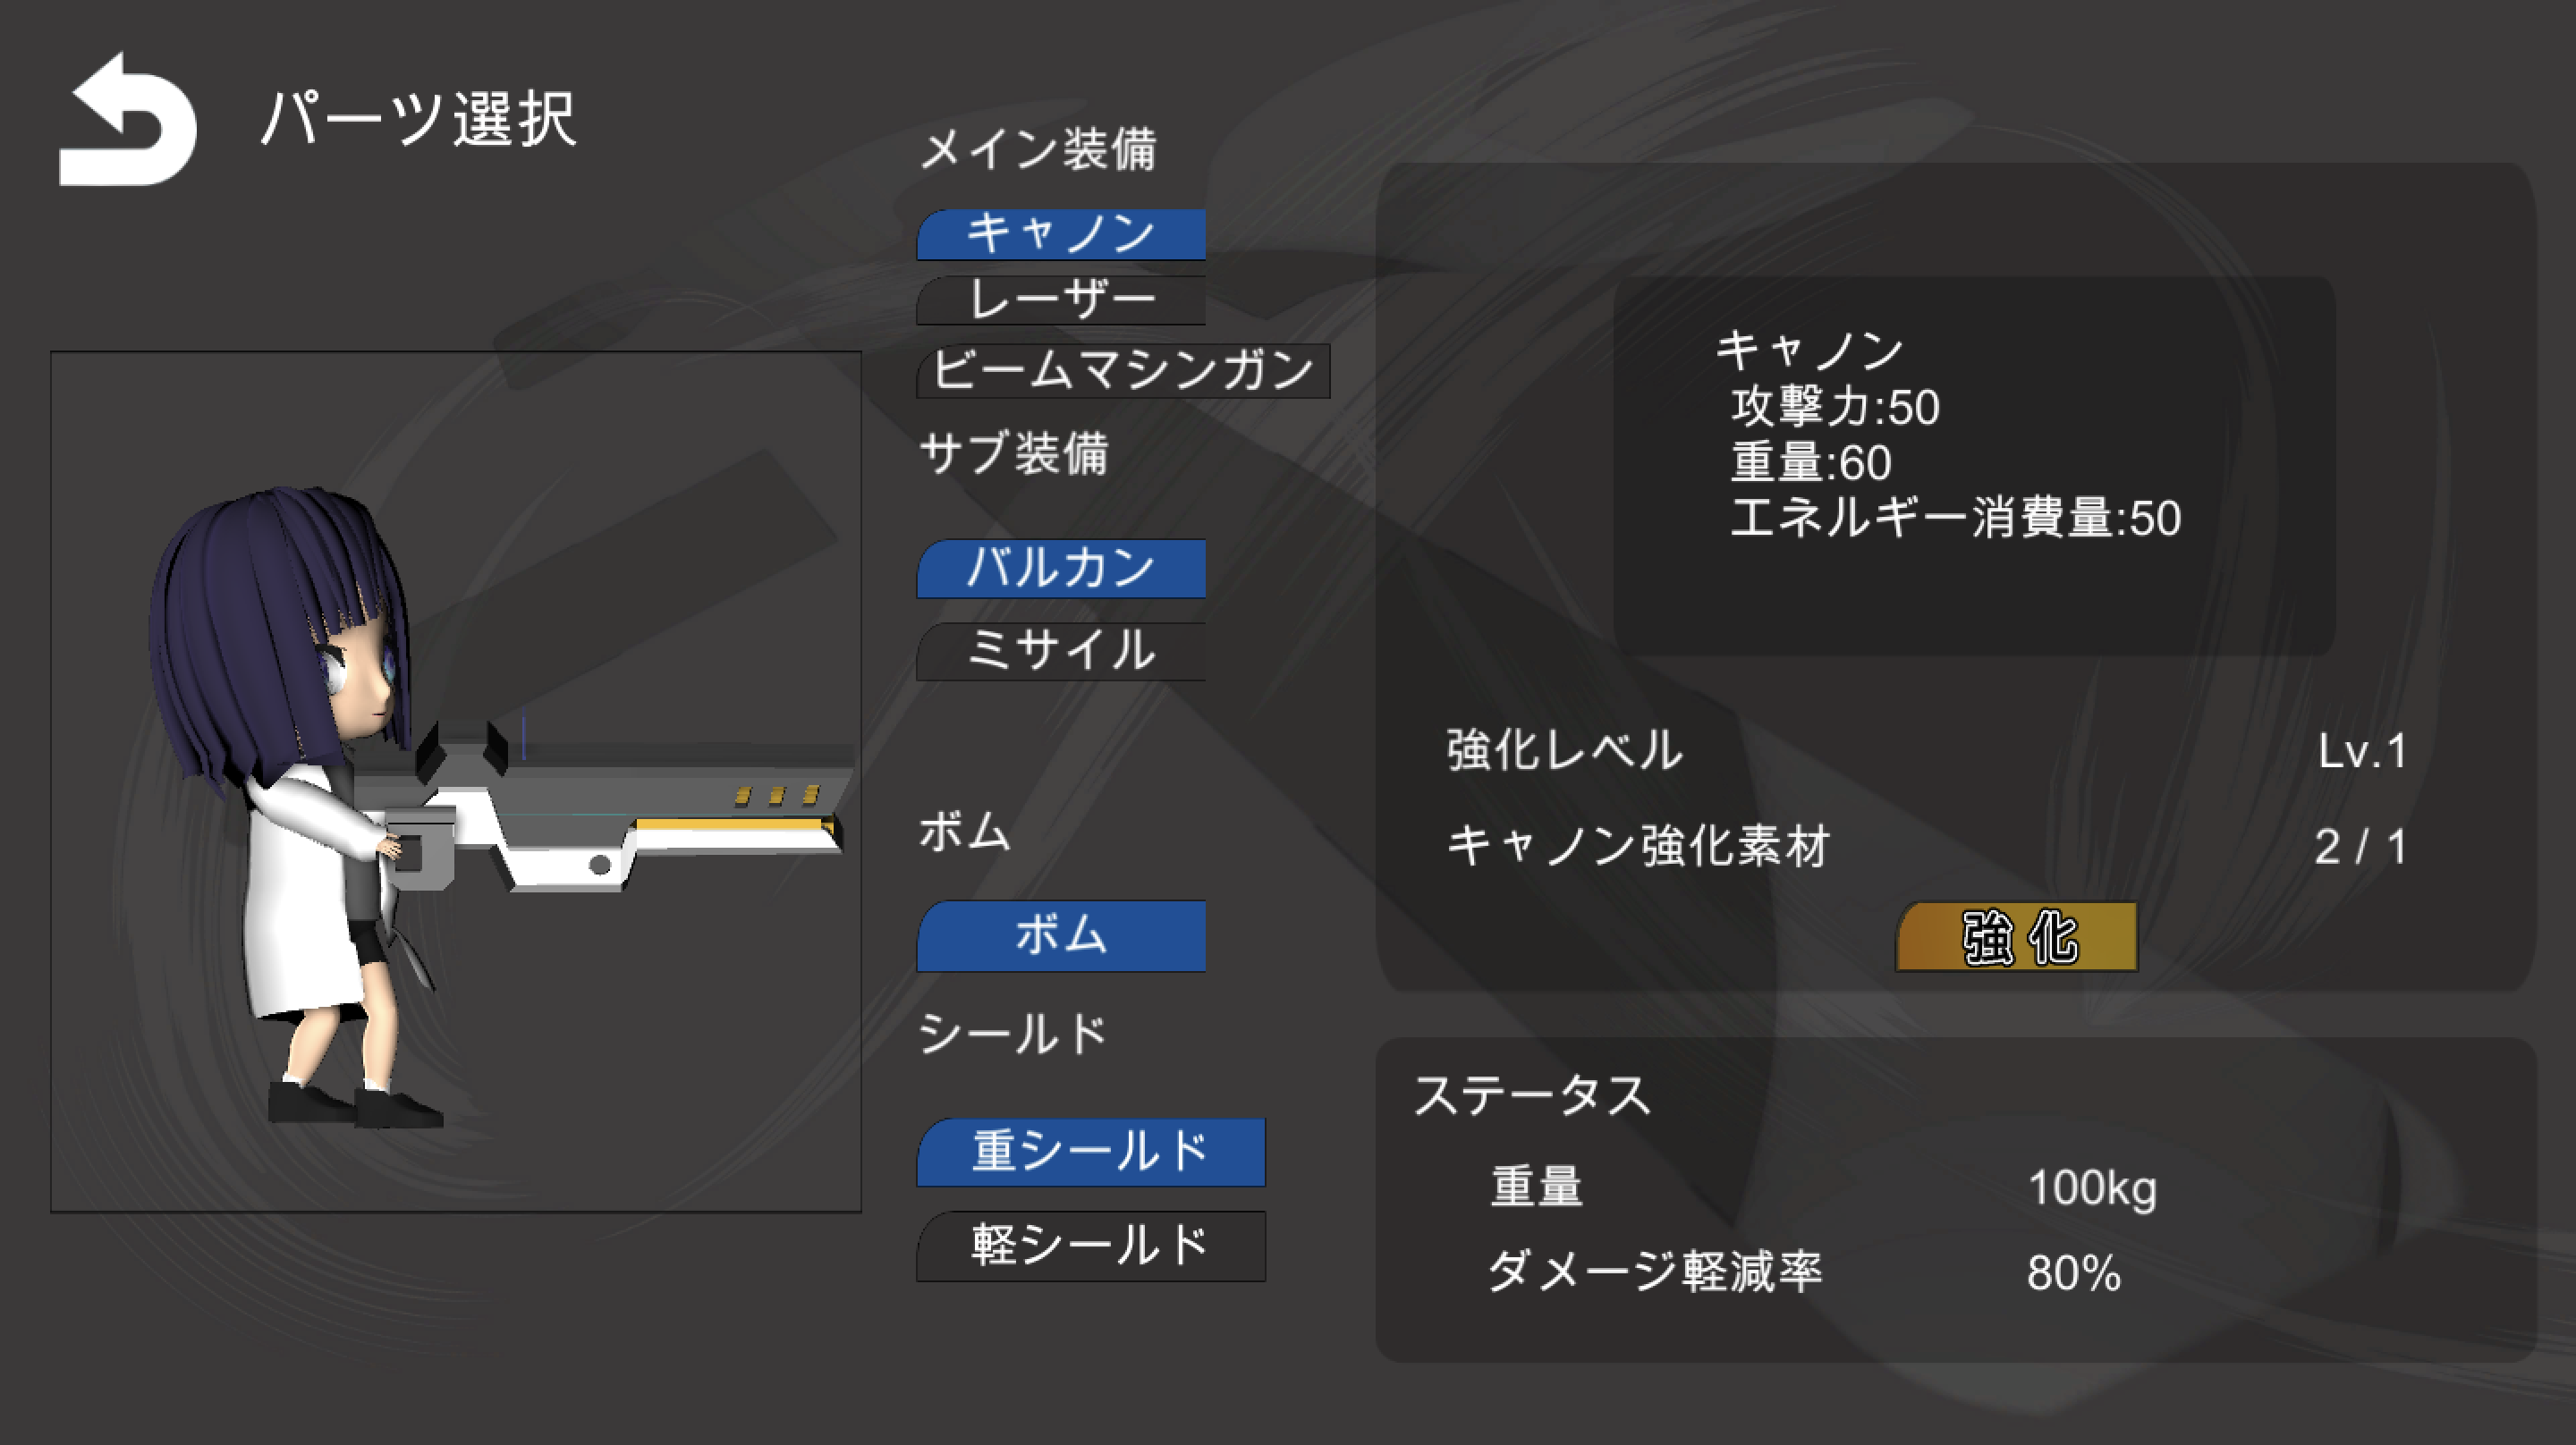 パーツ選択
メイン装備
キャノン
レーザー
ビームマシンガン
サブ装備
バルカン
ミサイル
ボム
ボム
シールド
重シールド
軽シールド
キャノン
攻撃力:50
重量:60
エネルギー消費量:50
強化レベル Lv.1
キャノン強化素材 2 / 1
強化
ステータス
重量 100kg
ダメージ軽減率 80%